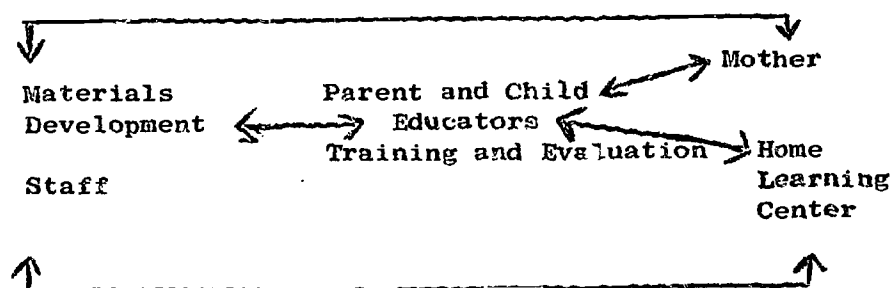 Mother
Materials
Development
Staff
Parent and Child
Educators
Training and Evaluation
Home
Learning
Center